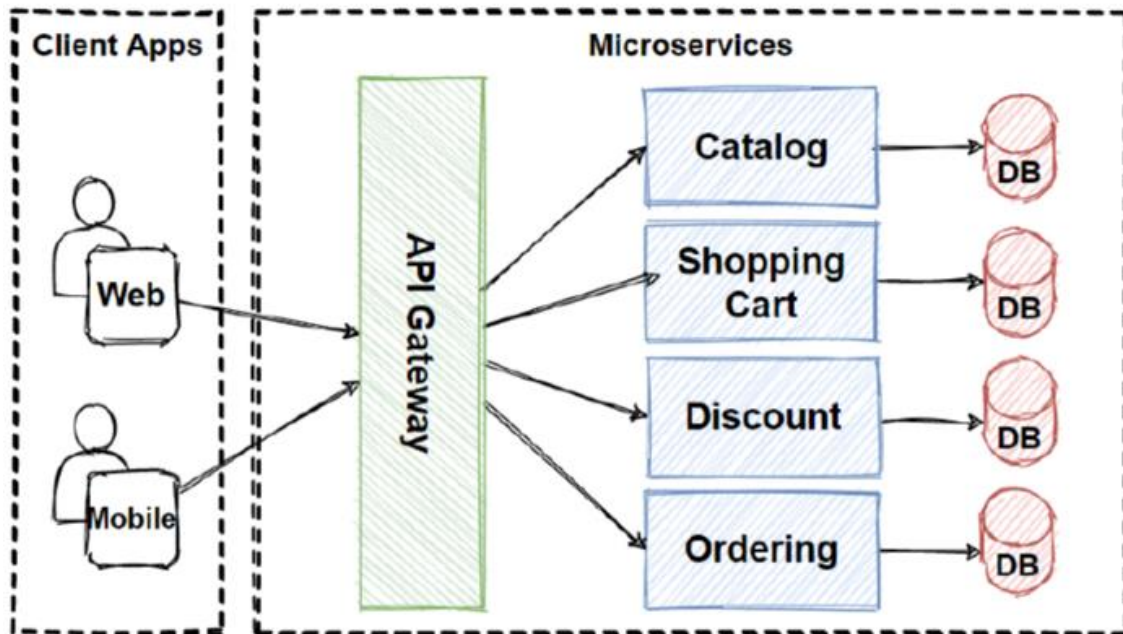 Client Apps
Microservices
Web
Mobile
API Gateway
Catalog
DB
Shopping
Cart
DB
Discount
DB
Ordering
DB